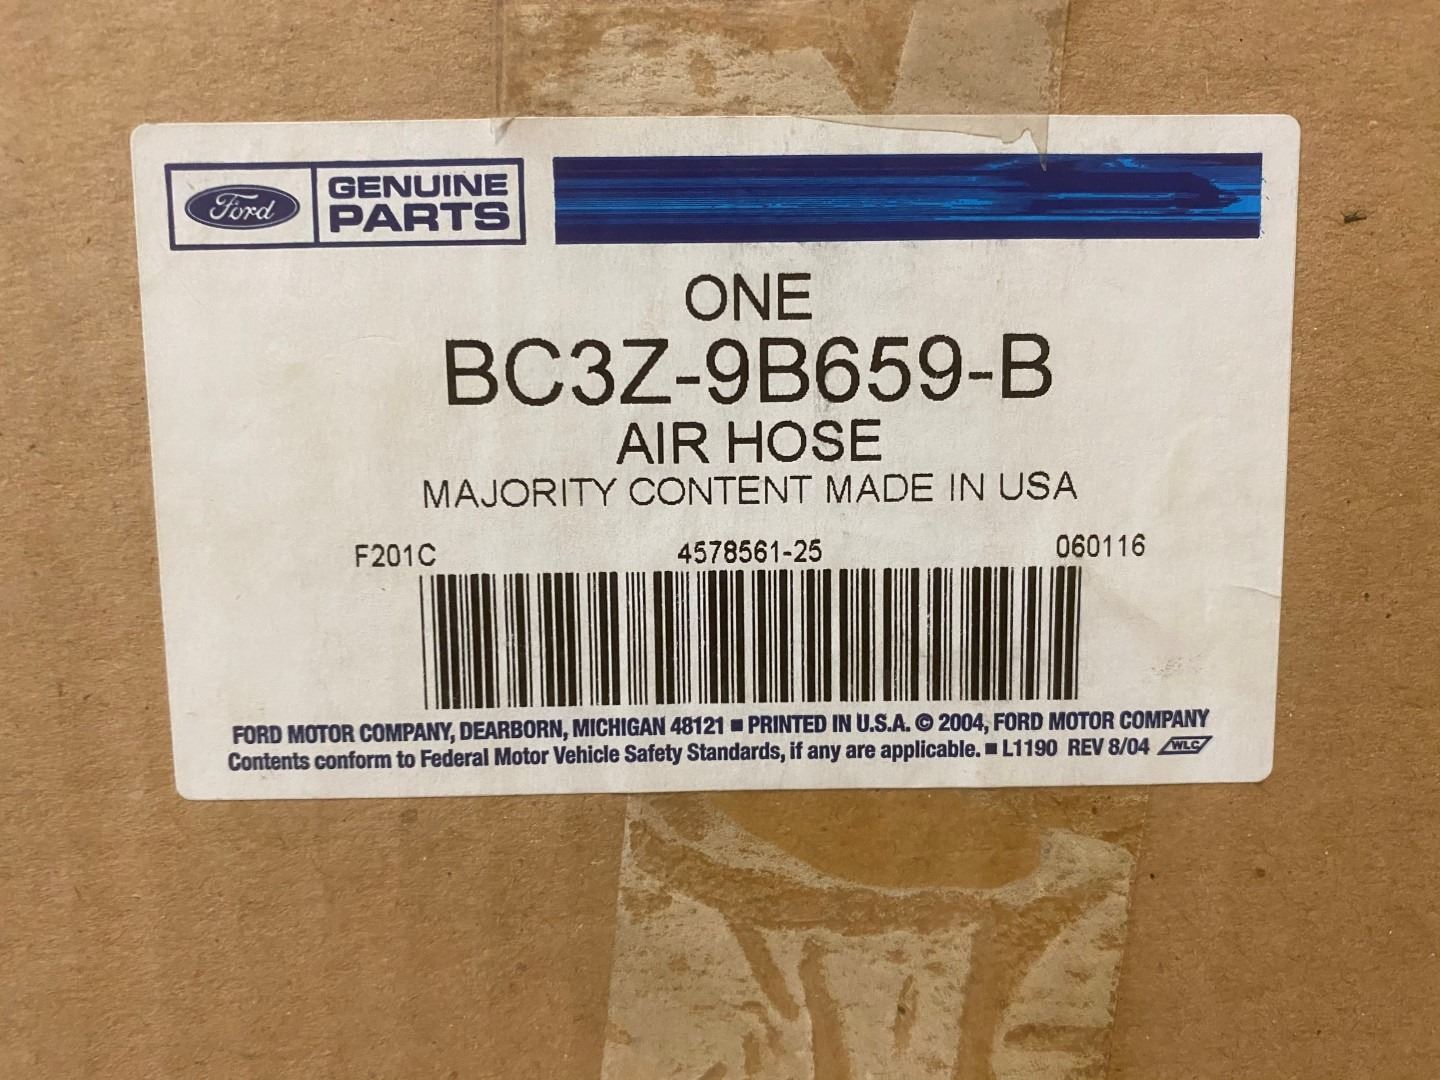 Ford GENUINE
PARTS
ONE
BC3Z-9B659-B
AIR HOSE
MAJORITY CONTENT MADE IN USA
F201C 4578561-25 060116
FORD MOTOR COMPANY, DEARBORN, MICHIGAN 48121 ■ PRINTED IN U.S.A. © 2004, FORD MOTOR COMPANY
Contents conform to Federal Motor Vehicle Safety Standards, if any are applicable. ■ L1190 REV 8/04 WLC